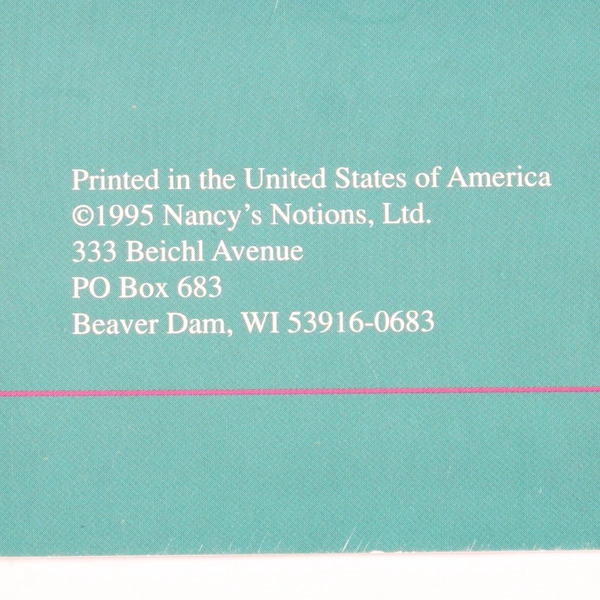 Printed in the United States of America
©1995 Nancy's Notions, Ltd.
333 Beichl Avenue
PO Box 683
Beaver Dam, WI 53916-0683